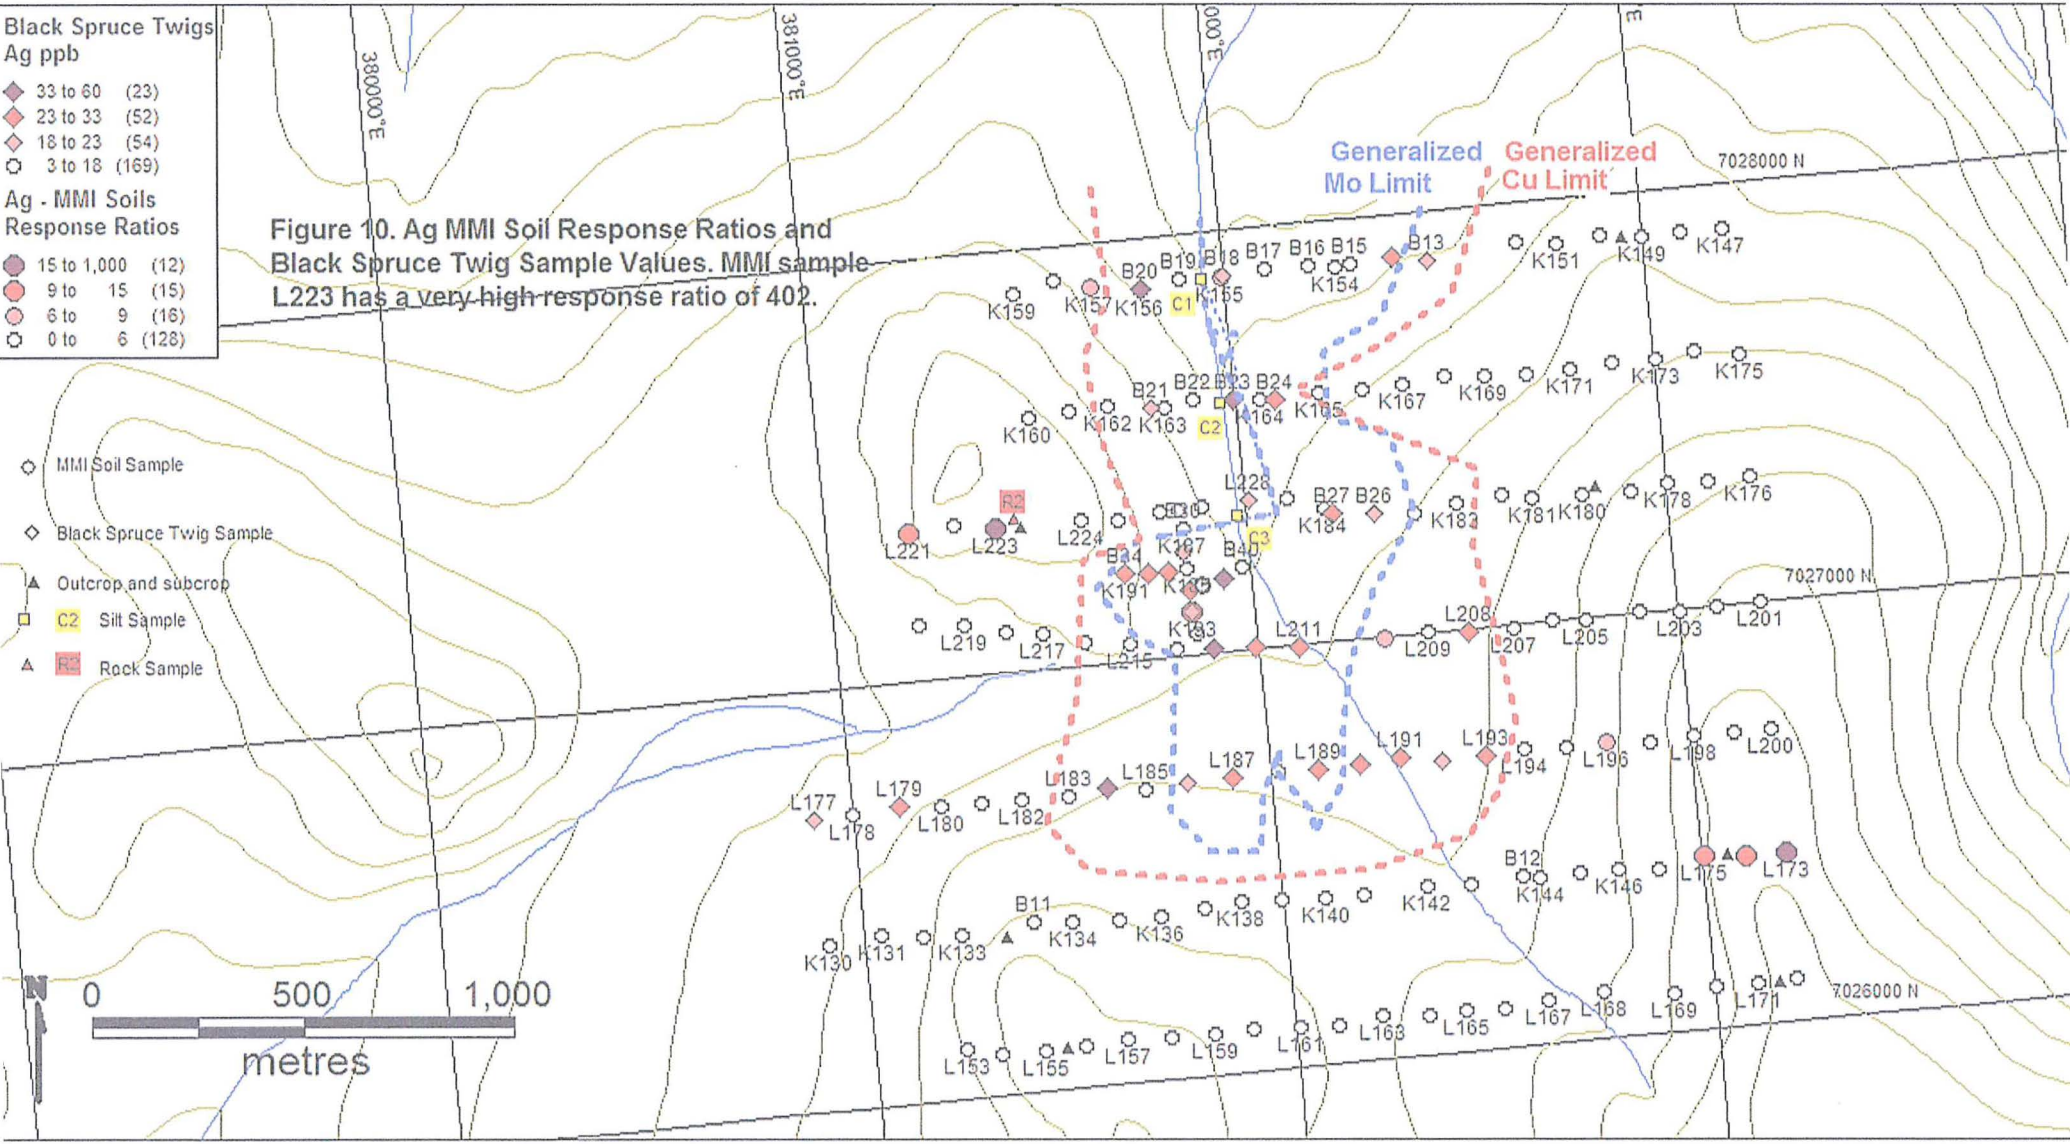 Black Spruce Twigs
Ag ppb
33 to 60 (23)
23 to 33 (52)
18 to 23 (54)
3 to 18 (169)
Ag - MMI Soils
Response Ratios
15 to 1,000 (12)
9 to 15 (15)
6 to 9 (16)
0 to 6 (128)
380000°E
381000°E
00°E
°E
Generalized
Mo Limit
Generalized
Cu Limit
7028000 N
Figure 10. Ag MMI Soil Response Ratios and
Black Spruce Twig Sample Values. MMI sample
L223 has a very high response ratio of 402.
B20 B19 B18 B17 B16 B15 B13
K159 K157 K156 C1 K155 K154 K151 K149 K147
B21 B22 B23 B24
K160 K162 K163 C2 K164 K165 K167 K169 K171 K173 K175
MMI Soil Sample
Black Spruce Twig Sample
Outcrop and subcrop
C2 Silt Sample
R2 Rock Sample
R2 L228 B27 B26
L221 L223 L224 K187 C3 K184 K183 K181 K180 K178 K176
B34
K191
7027000 N
K193 L211 L208
L219 L217 L215 L209 L207 L205 L203 L201
L177 L179 L183 L185 L187 L189 L191 L193
L178 L180 L182 L194 L196 L198 L200
B11 B12
K130 K131 K133 K134 K136 K138 K140 K142 K144 K146 L175 L173
L153 L155 L157 L159 L161 L163 L165 L167 L168 L169 L171
7026000 N
N
0 500 1,000
metres